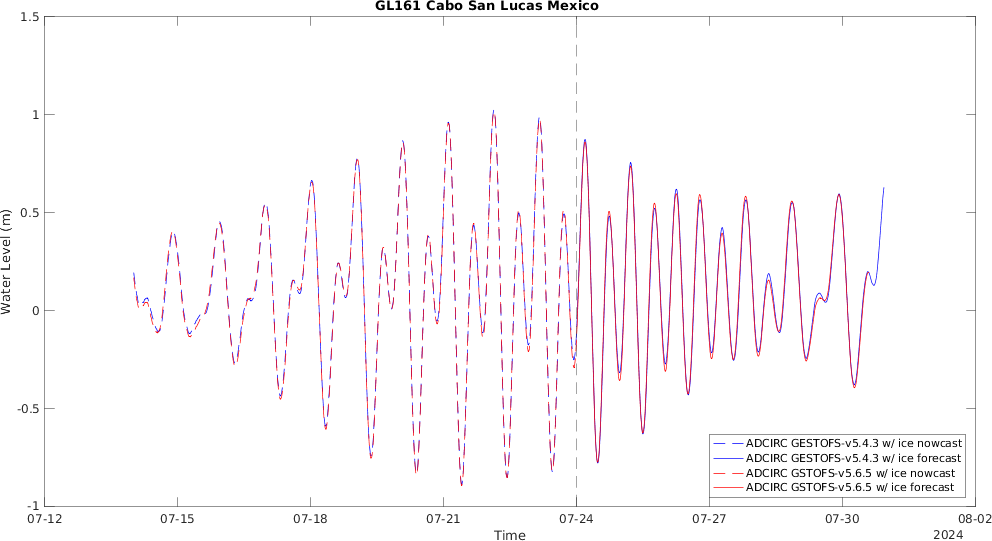 GL161 Cabo San Lucas Mexico
1.5
1
0.5
0
-0.5
-1
Water Level (m)
07-12
07-15
07-18
07-21
07-24
07-27
07-30
08-02
Time
2024
ADCIRC GESTOFS-v5.4.3 w/ ice nowcast
ADCIRC GESTOFS-v5.4.3 w/ ice forecast
ADCIRC GSTOFS-v5.6.5 w/ ice nowcast
ADCIRC GSTOFS-v5.6.5 w/ ice forecast